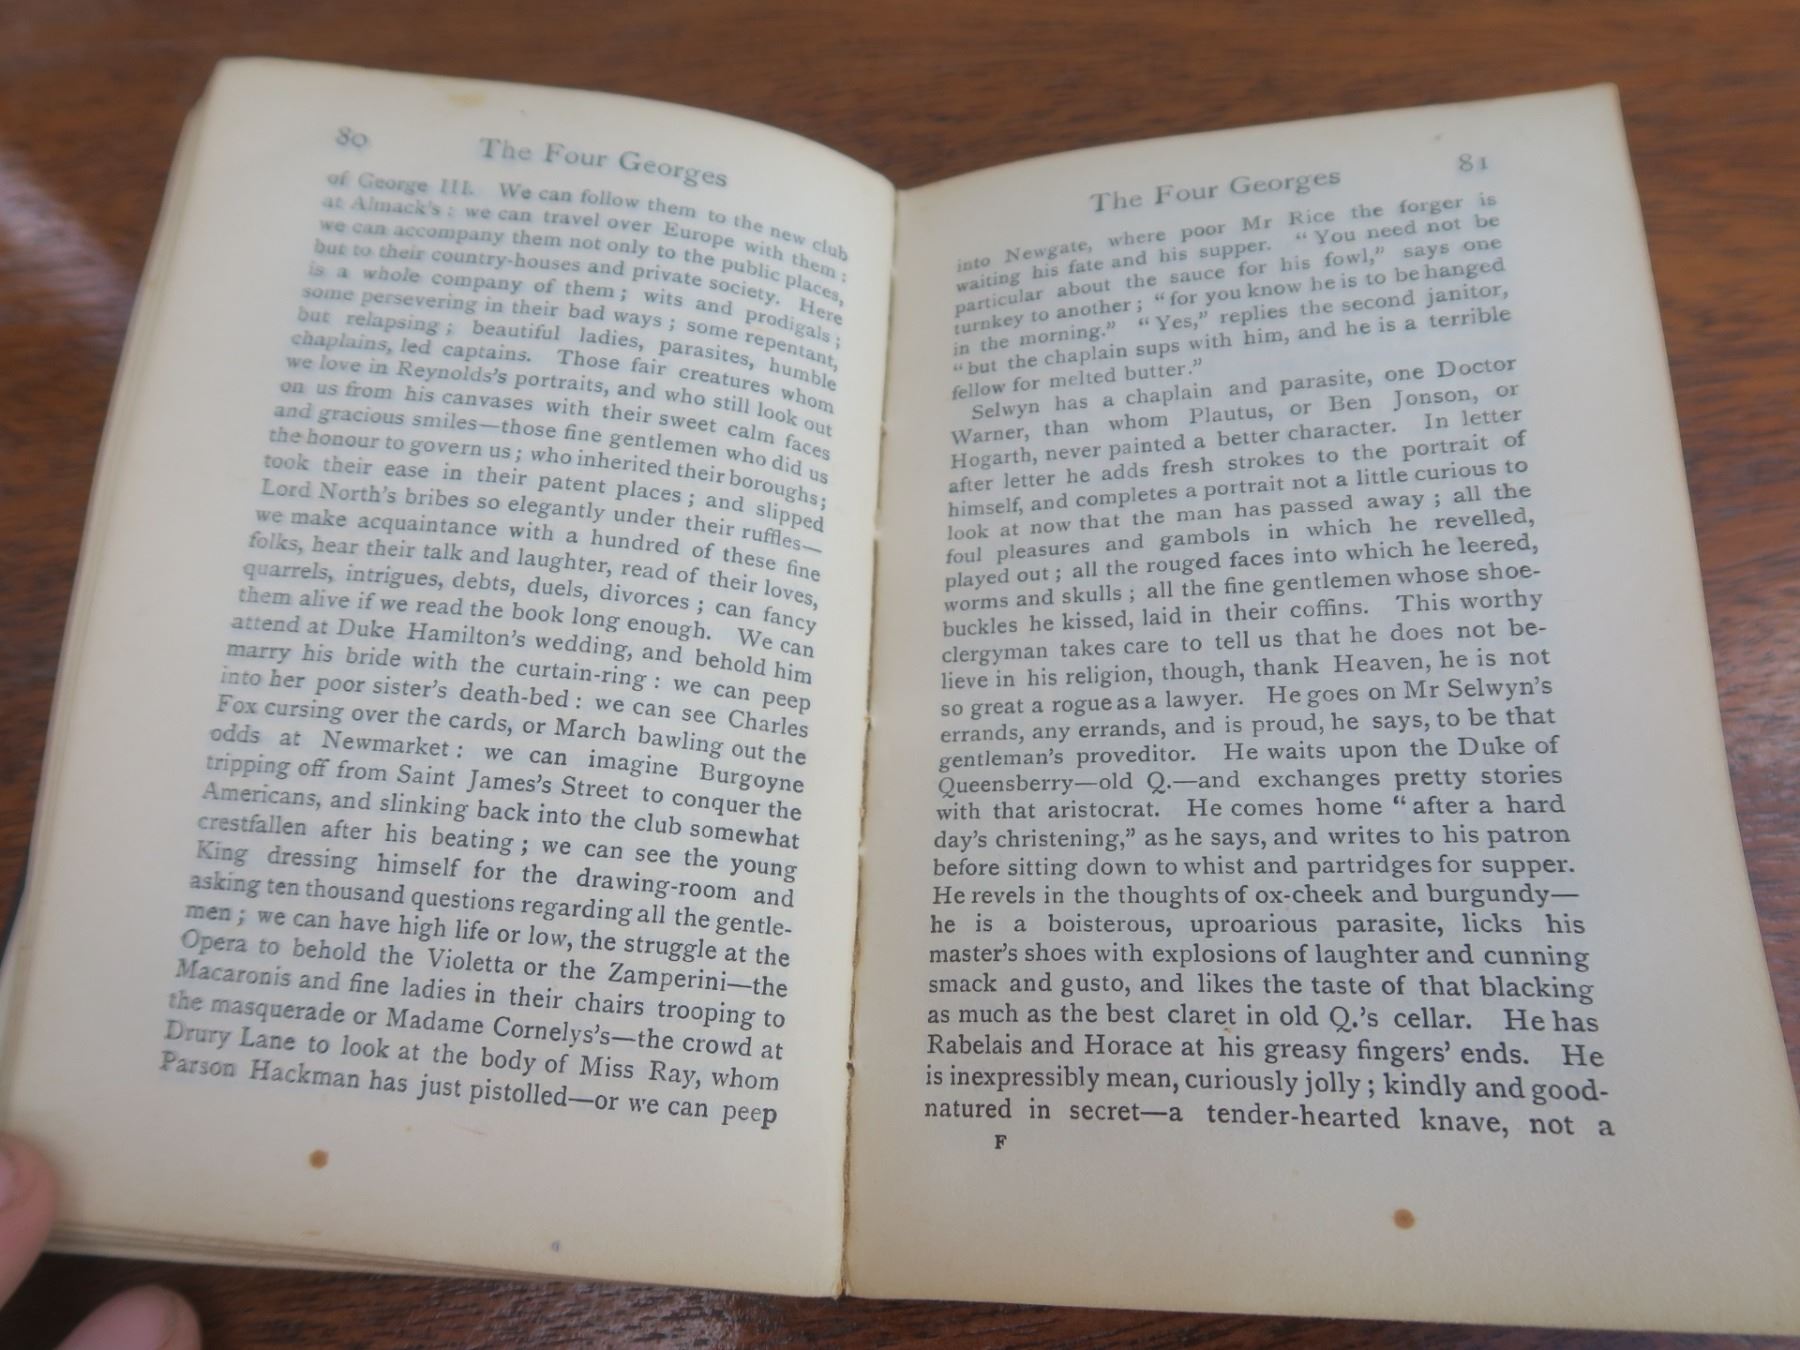 80
The Four Georges
of George III. We can follow them to the new club
at Almack's: we can travel over Europe with them:
we can accompany them not only to the public places,
but to their country-houses and private society. Here
is a whole company of them; wits and prodigals;
some persevering in their bad ways; some repentant,
but relapsing; beautiful ladies, parasites, humble
chaplains, led captains. Those fair creatures whom
we love in Reynolds's portraits, and who still look out
on us from his canvases with their sweet calm faces
and gracious smiles—those fine gentlemen who did us
the honour to govern us; who inherited their boroughs;
took their ease in their patent places; and slipped
Lord North's bribes so elegantly under their ruffles—
we make acquaintance with a hundred of these fine
folks, hear their talk and laughter, read of their loves,
quarrels, intrigues, debts, duels, divorces; can fancy
them alive if we read the book long enough. We can
attend at Duke Hamilton's wedding, and behold him
marry his bride with the curtain-ring: we can peep
into her poor sister's death-bed: we can see Charles
Fox cursing over the cards, or March bawling out the
odds at Newmarket: we can imagine Burgoyne
tripping off from Saint James's Street to conquer the
Americans, and slinking back into the club somewhat
crestfallen after his beating; we can see the young
King dressing himself for the drawing-room and
asking ten thousand questions regarding all the gentle-
men; we can have high life or low, the struggle at the
Opera to behold the Violetta or the Zamperini—the
Macaronis and fine ladies in their chairs trooping to
the masquerade or Madame Cornelys's—the crowd at
Drury Lane to look at the body of Miss Ray, whom
Parson Hackman has just pistolled—or we can peep
The Four Georges
81
into Newgate, where poor Mr Rice the forger is
waiting his fate and his supper. "You need not be
particular about the sauce for his fowl," says one
turnkey to another; "for you know he is to be hanged
in the morning." "Yes," replies the second janitor,
"but the chaplain sups with him, and he is a terrible
fellow for melted butter."
Selwyn has a chaplain and parasite, one Doctor
Warner, than whom Plautus, or Ben Jonson, or
Hogarth, never painted a better character. In letter
after letter he adds fresh strokes to the portrait of
himself, and completes a portrait not a little curious to
look at now that the man has passed away; all the
foul pleasures and gambols in which he revelled,
played out; all the rouged faces into which he leered,
worms and skulls; all the fine gentlemen whose shoe-
buckles he kissed, laid in their coffins. This worthy
clergyman takes care to tell us that he does not be-
lieve in his religion, though, thank Heaven, he is not
so great a rogue as a lawyer. He goes on Mr Selwyn's
errands, any errands, and is proud, he says, to be that
gentleman's proveditor. He waits upon the Duke of
Queensberry—old Q.—and exchanges pretty stories
with that aristocrat. He comes home "after a hard
day's christening," as he says, and writes to his patron
before sitting down to whist and partridges for supper.
He revels in the thoughts of ox-cheek and burgundy—
he is a boisterous, uproarious parasite, licks his
master's shoes with explosions of laughter and cunning
smack and gusto, and likes the taste of that blacking
as much as the best claret in old Q.'s cellar. He has
Rabelais and Horace at his greasy fingers' ends. He
is inexpressibly mean, curiously jolly; kindly and good-
natured in secret—a tender-hearted knave, not a
F